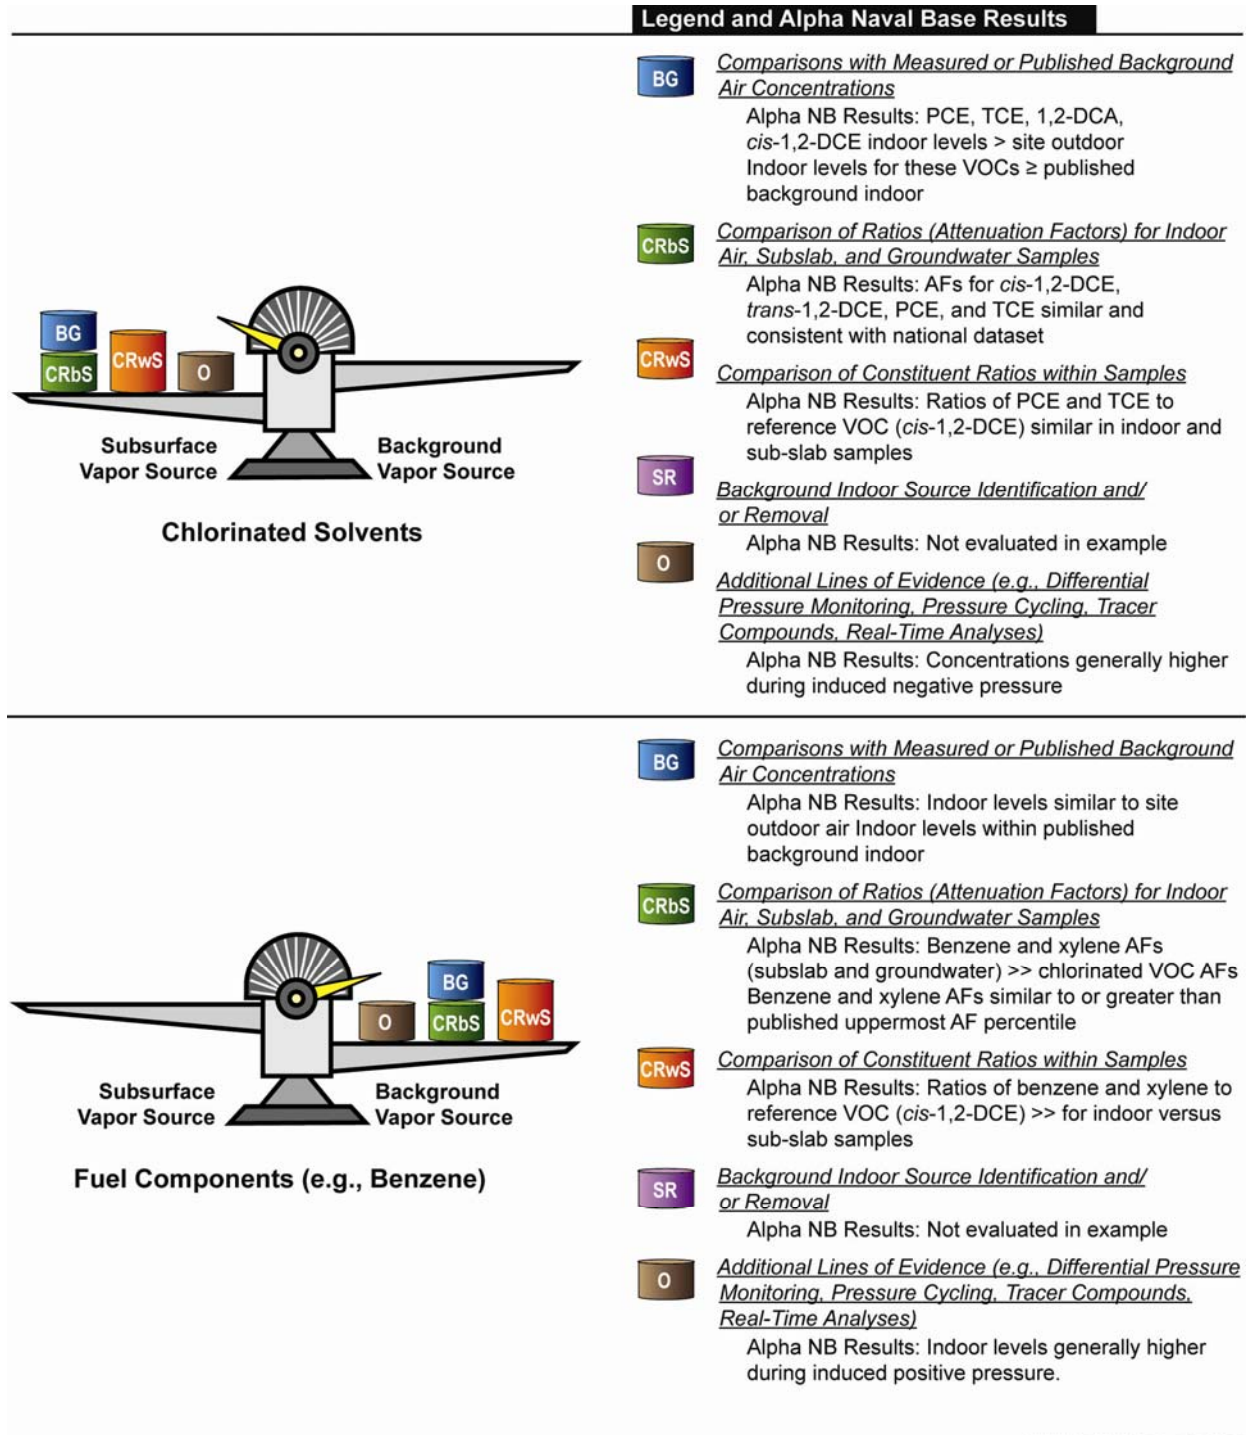 Legend and Alpha Naval Base Results
BG
Comparisons with Measured or Published Background
Air Concentrations
Alpha NB Results: PCE, TCE, 1,2-DCA,
cis-1,2-DCE indoor levels > site outdoor
Indoor levels for these VOCs ≥ published
background indoor
CRbS
Comparison of Ratios (Attenuation Factors) for Indoor
Air, Subslab, and Groundwater Samples
Alpha NB Results: AFs for cis-1,2-DCE,
trans-1,2-DCE, PCE, and TCE similar and
consistent with national dataset
CRwS
Comparison of Constituent Ratios within Samples
Alpha NB Results: Ratios of PCE and TCE to
reference VOC (cis-1,2-DCE) similar in indoor and
sub-slab samples
SR
Background Indoor Source Identification and/
or Removal
Alpha NB Results: Not evaluated in example
O
Additional Lines of Evidence (e.g., Differential
Pressure Monitoring, Pressure Cycling, Tracer
Compounds, Real-Time Analyses)
Alpha NB Results: Concentrations generally higher
during induced negative pressure
BG
CRbS
CRwS
O
Subsurface
Vapor Source
Background
Vapor Source
Chlorinated Solvents
BG
Comparisons with Measured or Published Background
Air Concentrations
Alpha NB Results: Indoor levels similar to site
outdoor air Indoor levels within published
background indoor
CRbS
Comparison of Ratios (Attenuation Factors) for Indoor
Air, Subslab, and Groundwater Samples
Alpha NB Results: Benzene and xylene AFs
(subslab and groundwater) >> chlorinated VOC AFs
Benzene and xylene AFs similar to or greater than
published uppermost AF percentile
CRwS
Comparison of Constituent Ratios within Samples
Alpha NB Results: Ratios of benzene and xylene to
reference VOC (cis-1,2-DCE) >> for indoor versus
sub-slab samples
SR
Background Indoor Source Identification and/
or Removal
Alpha NB Results: Not evaluated in example
O
Additional Lines of Evidence (e.g., Differential Pressure
Monitoring, Pressure Cycling, Tracer Compounds,
Real-Time Analyses)
Alpha NB Results: Indoor levels generally higher
during induced positive pressure.
O
BG
CRbS
CRwS
Subsurface
Vapor Source
Background
Vapor Source
Fuel Components (e.g., Benzene)